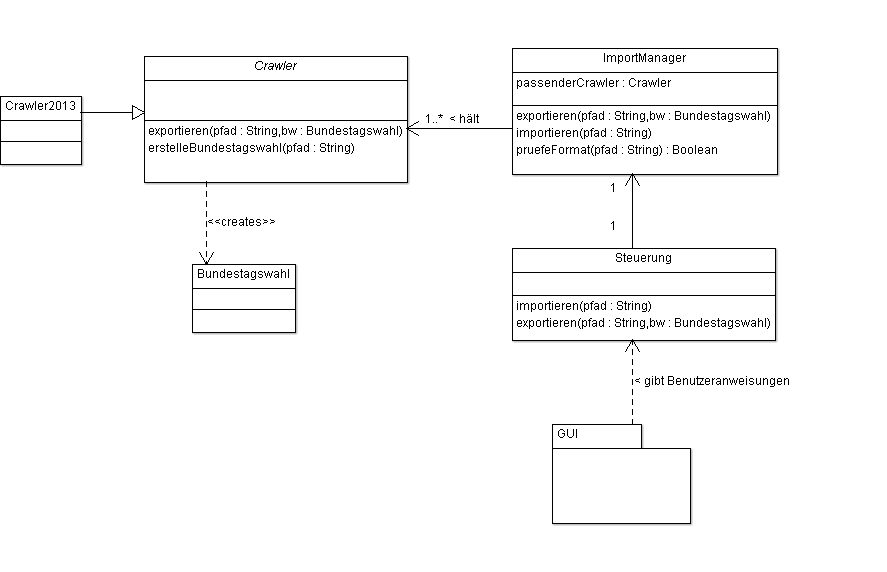 Crawler
exportieren(pfad : String,bw : Bundestagswahl)
erstelleBundestagswahl(pfad : String)
ImportManager
passenderCrawler : Crawler
exportieren(pfad : String,bw : Bundestagswahl)
importieren(pfad : String)
pruefeFormat(pfad : String) : Boolean
Crawler2013
1..* < hält
<<creates>>
Bundestagswahl
1
1
Steuerung
importieren(pfad : String)
exportieren(pfad : String,bw : Bundestagswahl)
< gibt Benutzeranweisungen
GUI